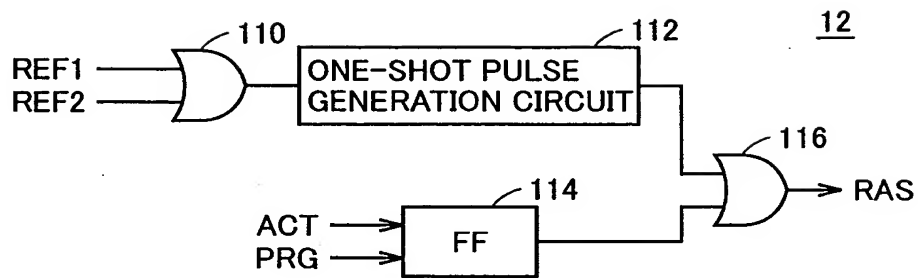 12
110
112
REF1
REF2
ONE-SHOT PULSE
GENERATION CIRCUIT
116
RAS
114
ACT
PRG
FF